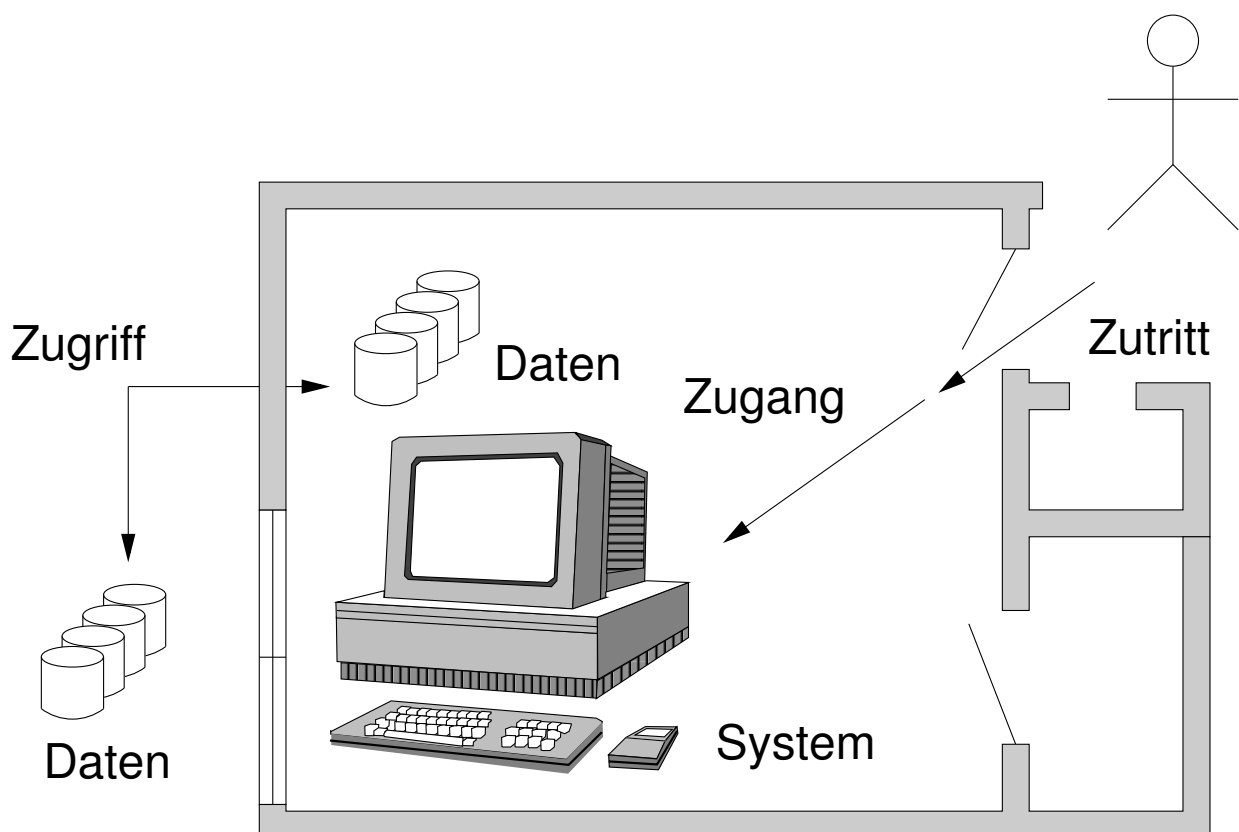 Zugriff
Daten
Zugang
Zutritt
System
Daten